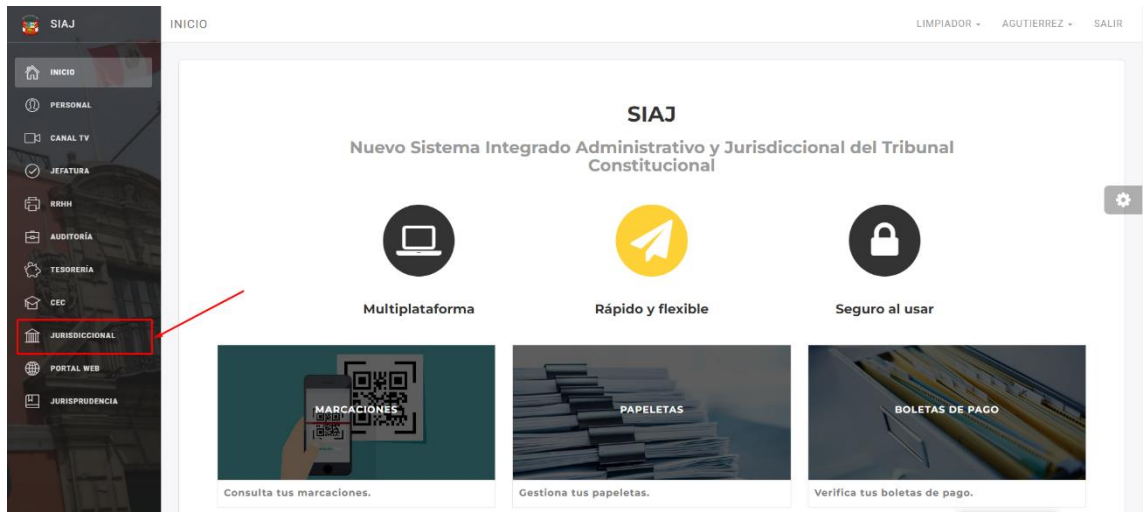 SIAJ
INICIO
LIMPIADOR
AGUTIERREZ
SALIR
INICIO
PERSONAL
CANAL TV
JEFATURA
RRHH
AUDITORÍA
TESORERÍA
CEC
JURISDICCIONAL
PORTAL WEB
JURISPRUDENCIA
SIAJ
Nuevo Sistema Integrado Administrativo y Jurisdiccional del Tribunal
Constitucional
Multiplataforma
Rápido y flexible
Seguro al usar
MARCACIONES
PAPELETAS
BOLETAS DE PAGO
Consulta tus marcaciones.
Gestiona tus papeletas.
Verifica tus boletas de pago.